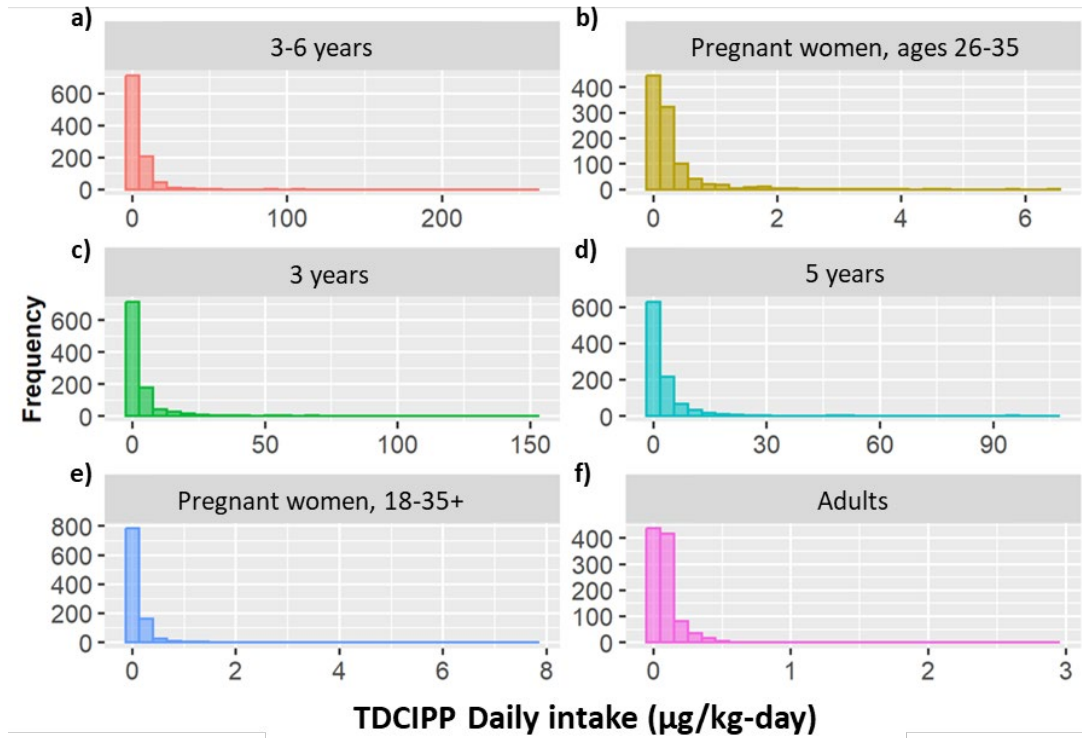 a)
3-6 years
600
400
200
0
0 100 200
b)
Pregnant women, ages 26-35
400
300
200
100
0
0 2 4 6
c)
3 years
600
400
200
0
0 50 100 150
d)
5 years
600
400
200
0
0 30 60 90
Frequency
e)
Pregnant women, 18-35+
800
600
400
200
0
0 2 4 6 8
f)
Adults
400
300
200
100
0
0 1 2 3
TDCIPP Daily intake (µg/kg-day)